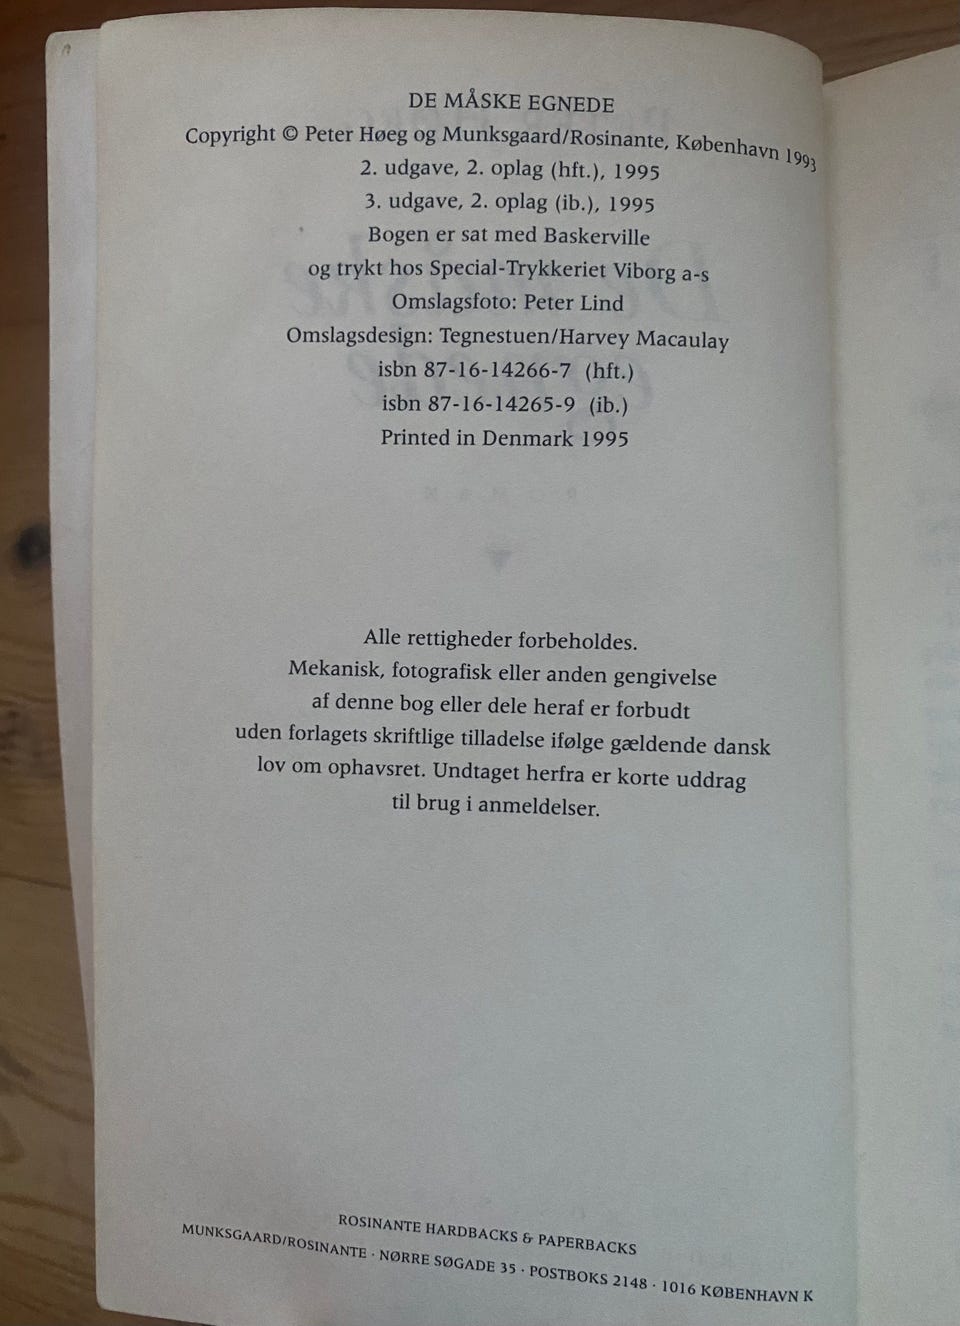 DE MÅSKE EGNEDE
Copyright © Peter Høeg og Munksgaard/Rosinante, København 1993
2. udgave, 2. oplag (hft.), 1995
3. udgave, 2. oplag (ib.), 1995
Bogen er sat med Baskerville
og trykt hos Special-Trykkeriet Viborg a-s
Omslagsfoto: Peter Lind
Omslagsdesign: Tegnestuen/Harvey Macaulay
isbn 87-16-14266-7 (hft.)
isbn 87-16-14265-9 (ib.)
Printed in Denmark 1995
Alle rettigheder forbeholdes.
Mekanisk, fotografisk eller anden gengivelse
af denne bog eller dele heraf er forbudt
uden forlagets skriftlige tilladelse ifølge gældende dansk
lov om ophavsret. Undtaget herfra er korte uddrag
til brug i anmeldelser.
ROSINANTE HARDBACKS & PAPERBACKS
MUNKSGAARD/ROSINANTE · NØRRE SØGADE 35 · POSTBOKS 2148 · 1016 KØBENHAVN K